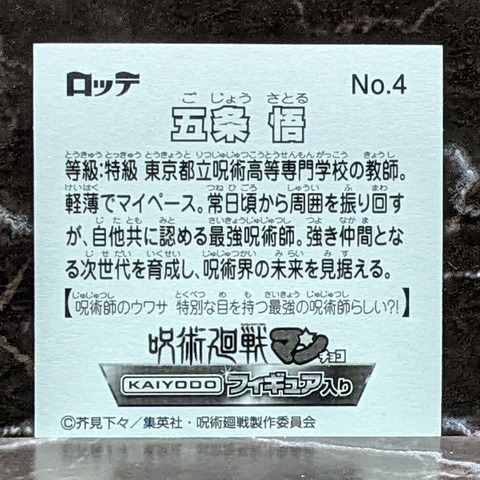 ロッテ No.4
ご じょう さとる
五条 悟
とうきゅう とっきゅう とうきょうと りつじゅじゅつこうとうせんもんがっこう きょうし
等級:特級 東京都立呪術高等専門学校の教師。
けいはく つねひごろ しゅうい ふ まわ
軽薄でマイペース。常日頃から周囲を振り回す
じたとも みと さいきょうじゅじゅつし つよ なかま
が、自他共に認める最強呪術師。強き仲間とな
じせだい いくせい じゅじゅつかい みらい みす
る次世代を育成し、呪術界の未来を見据える。
じゅじゅつし とくべつ め も さいきょう じゅじゅつし
【呪術師のウワサ 特別な目を持つ最強の呪術師らしい?!】
呪術廻戦マンチョコ
KAIYODO フィギュア入り
©芥見下々/集英社・呪術廻戦製作委員会